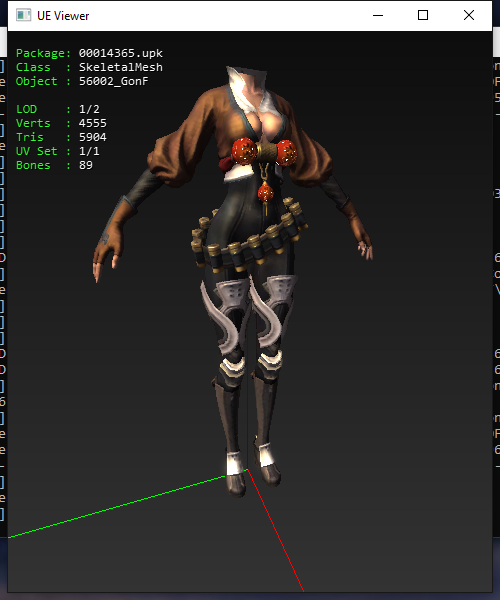 UE Viewer
Package: 00014365.upk
Class  : SkeletalMesh
Object : 56002_GonF
LOD    : 1/2
Verts  : 4555
Tris   : 5904
UV Set : 1/1
Bones  : 89